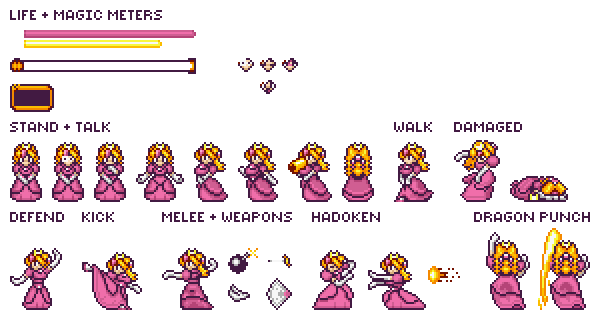 LIFE + MAGIC METERS
STAND + TALK
WALK
DAMAGED
DEFEND
KICK
MELEE + WEAPONS
HADOKEN
DRAGON PUNCH